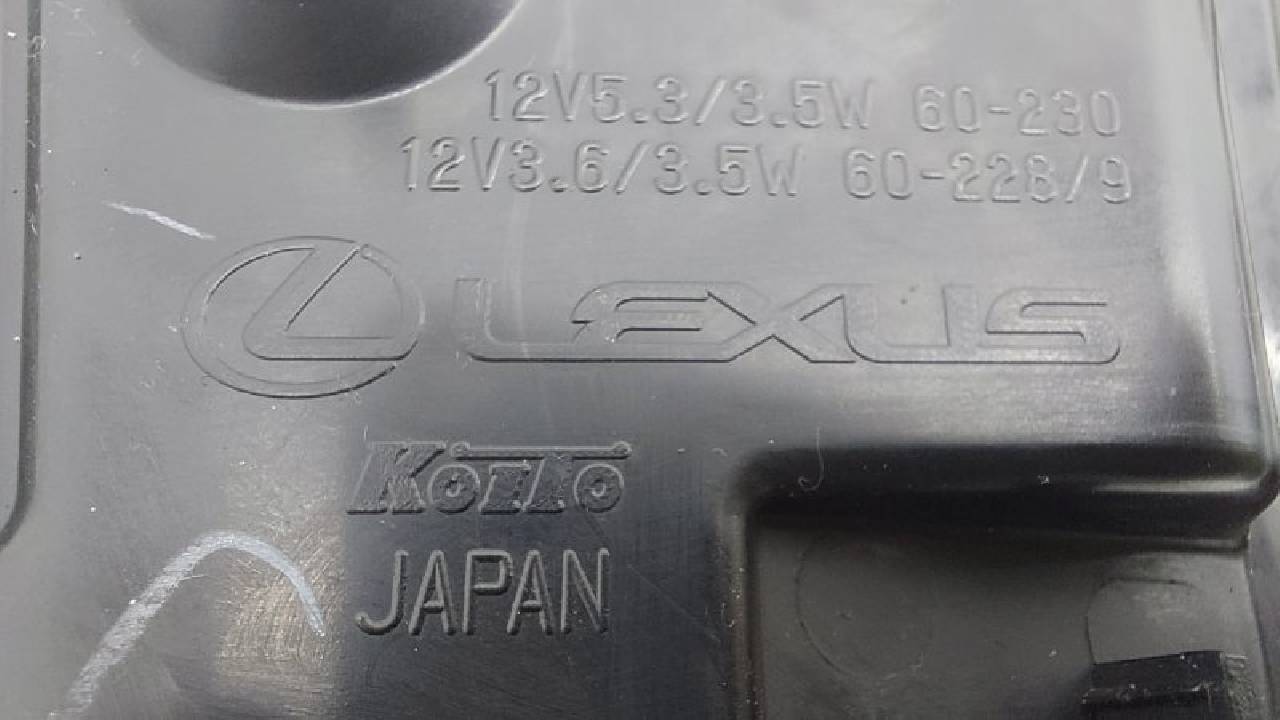 12V5.3/3.5W 60-230
12V3.6/3.5W 60-228/9
LEXUS
KOITO
JAPAN